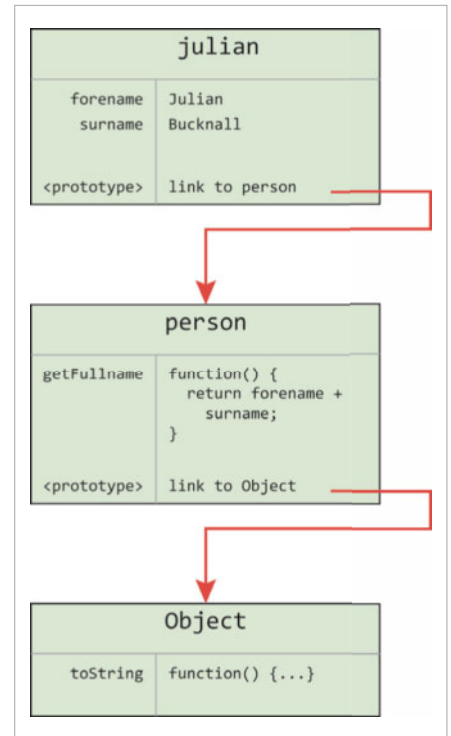 julian
forename Julian
surname Bucknall
<prototype> link to person
person
getFullname function() {
return forename +
surname;
}
<prototype> link to Object
Object
toString function() {...}